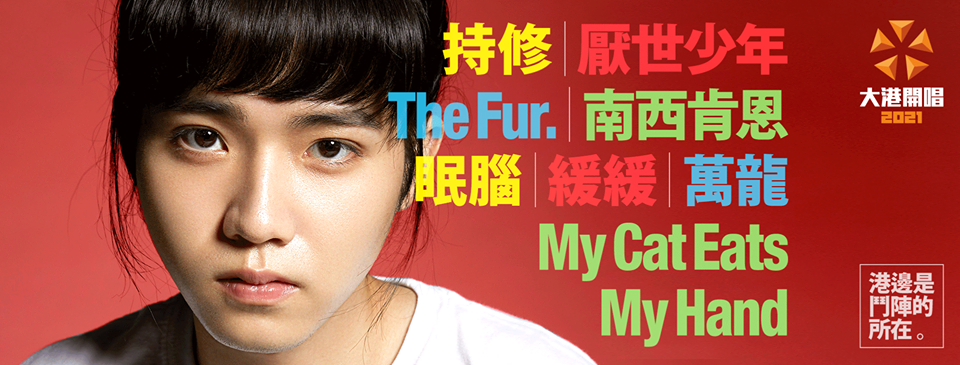 持修｜厭世少年
The Fur.｜南西肯恩
眠腦｜緩緩｜萬龍
My Cat Eats
My Hand
大港開唱
2021
港邊是
鬥陣的
所在。